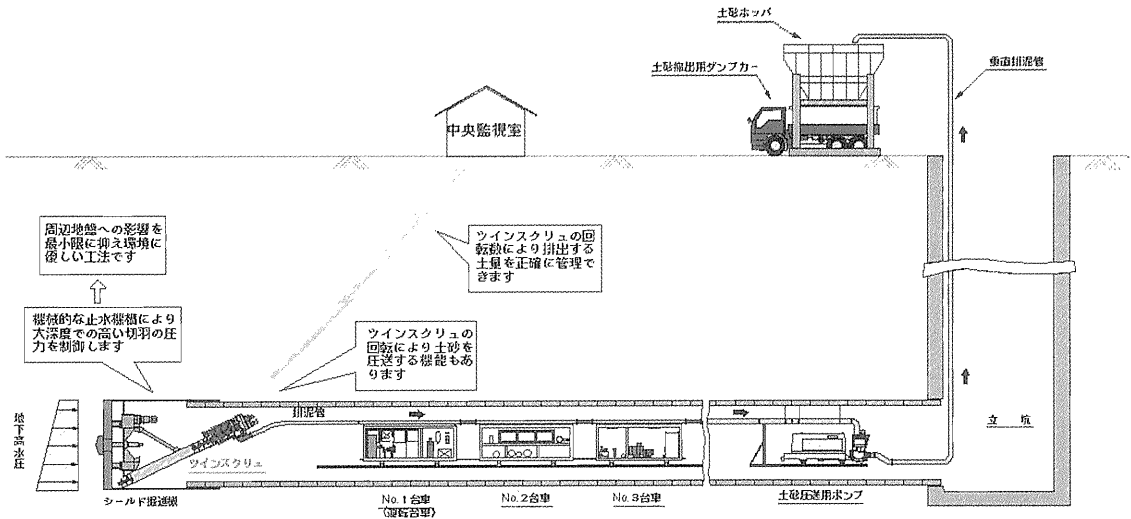 土砂ホッパ
土砂搬出用ダンプカー
垂直排泥管
中央監視室
周辺地盤への影響を
最小限に抑え環境に
優しい工法です
ツインスクリュの回
転数により排出する
土量を正確に管理で
きます
機械的な止水機構により
大深度での高い切羽の圧
力を制御します
ツインスクリュの
回転により土砂を
圧送する機能もあ
ります
地下高水圧
排泥管
ツインスクリュ
立 坑
シールド掘進機
No.1台車
(運転台車)
No.2台車
No.3台車
土砂圧送用ポンプ